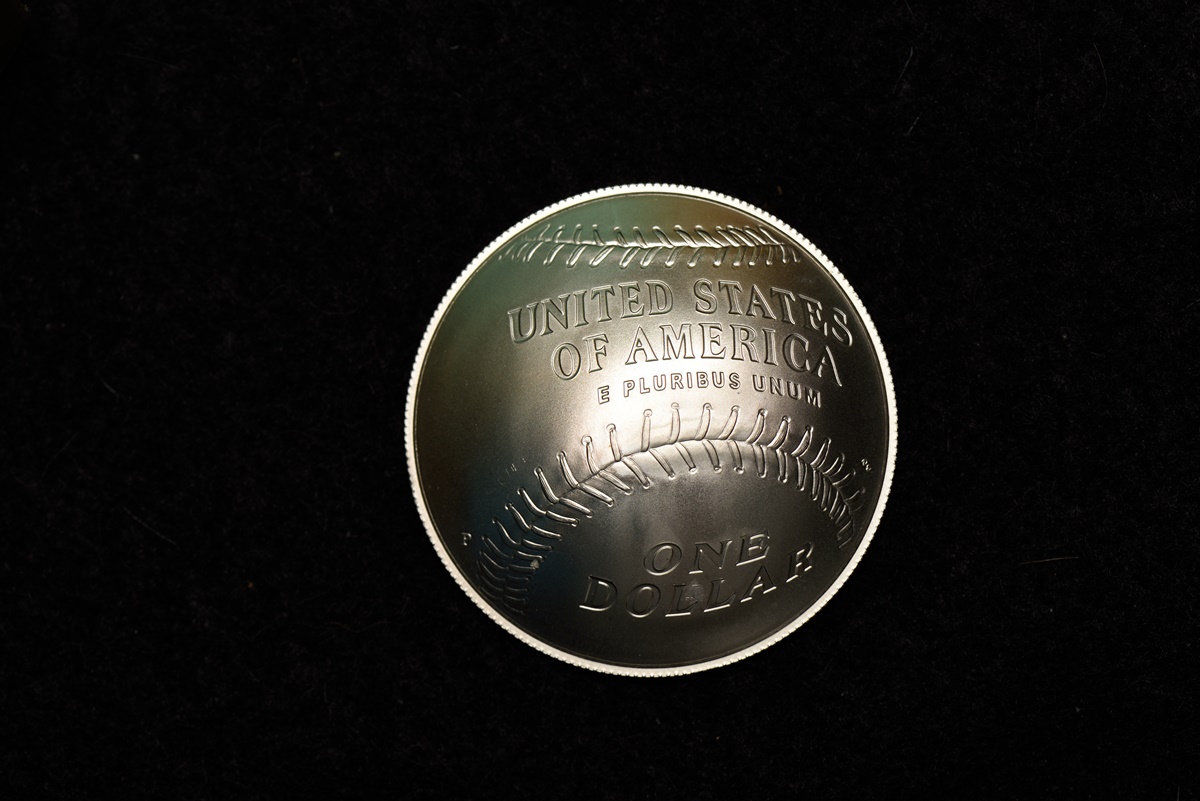 UNITED STATES
OF AMERICA
E PLURIBUS UNUM
P
ONE
DOLLAR